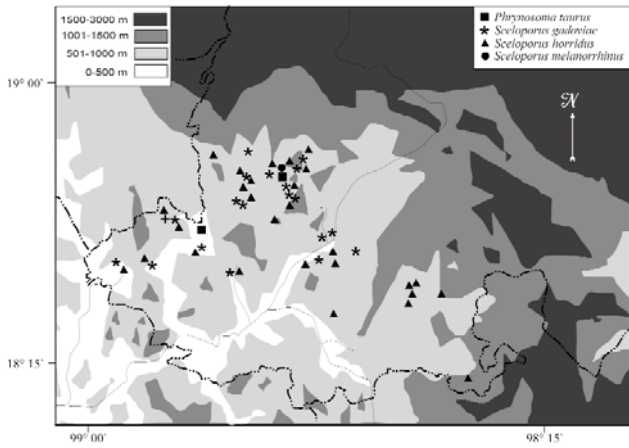 1500-3000 m
1001-1500 m
501-1000 m
0-500 m
Phrynosoma taurus
Sceloporus gadoviae
Sceloporus horridus
Sceloporus melanorrhinus
19° 00'
N
18° 15'
99° 00'
98° 15'